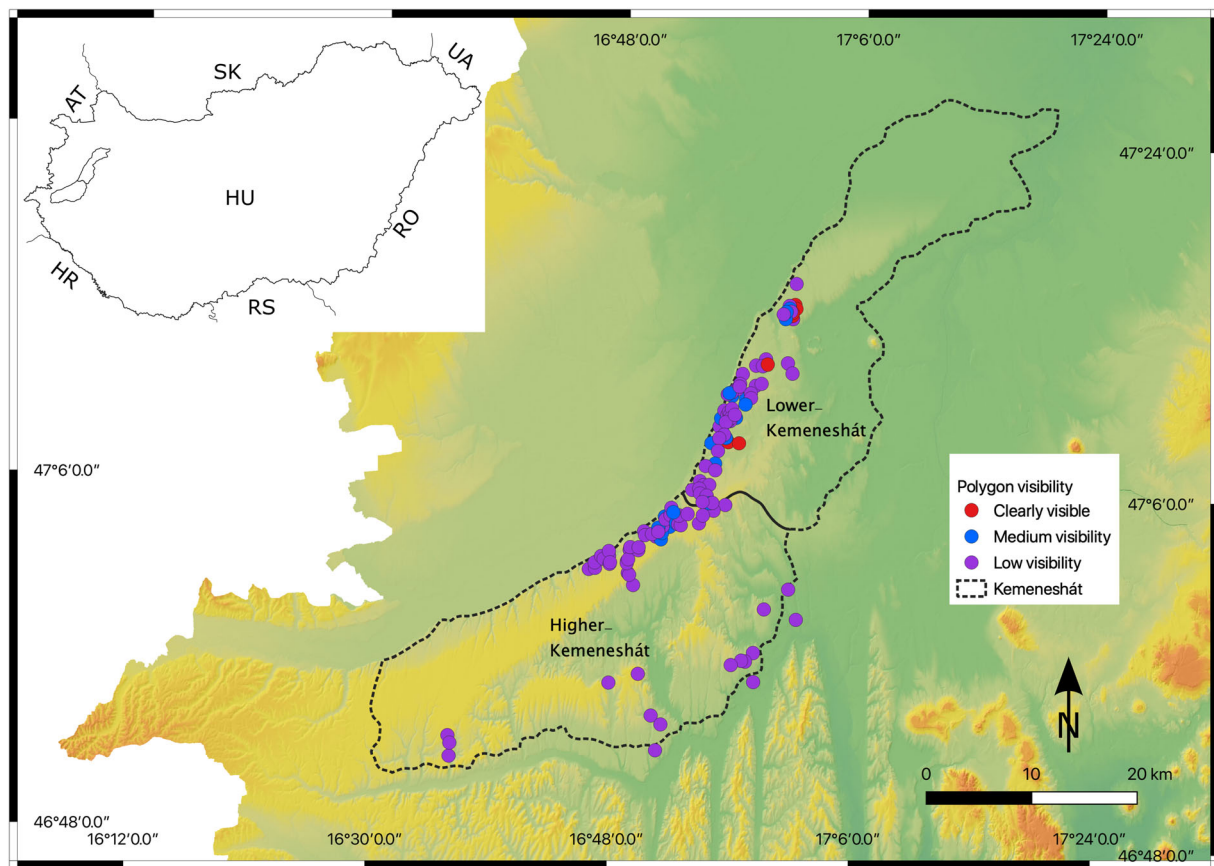 16°48′0.0″
17°6′0.0″
17°24′0.0″
UA
SK
AT
HU
RO
HR
RS
47°24′0.0″
Lower-
Kemeneshát
47°6′0.0″
Polygon visibility
Clearly visible
Medium visibility
Low visibility
Kemeneshát
47°6′0.0″
Higher-
Kemeneshát
N
0
10
20 km
46°48′0.0″
16°12′0.0″
16°30′0.0″
16°48′0.0″
17°6′0.0″
17°24′0.0″
46°48′0.0″